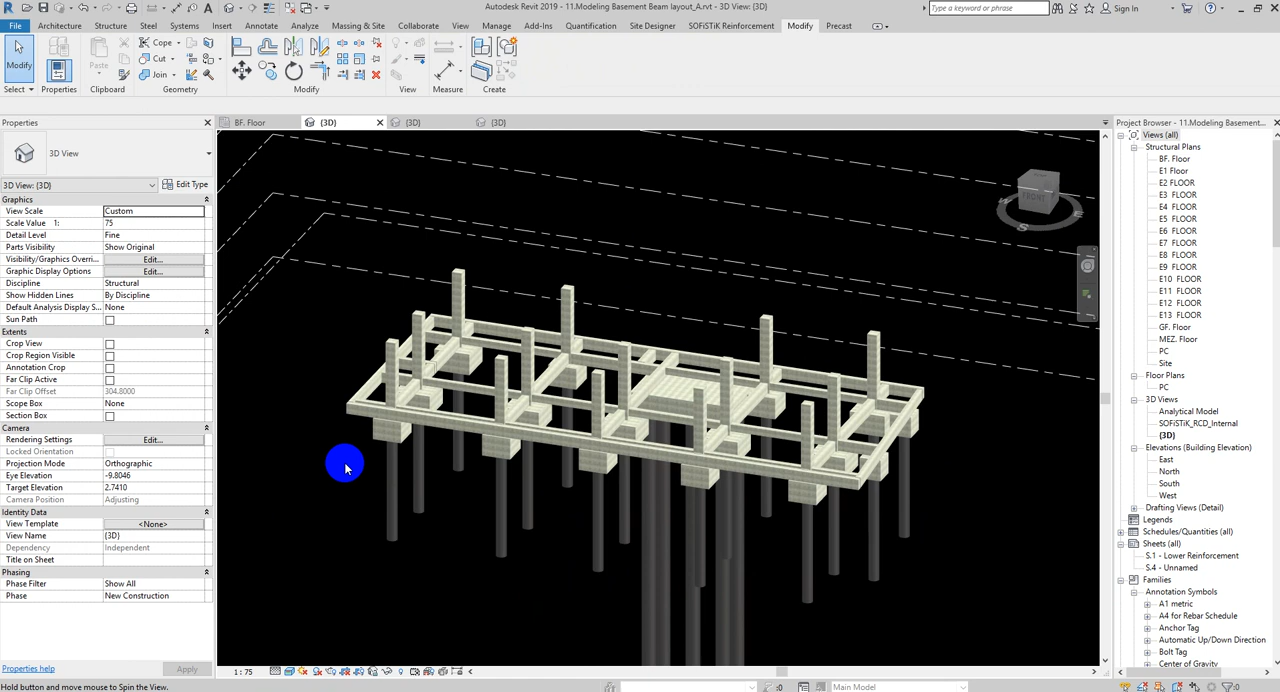 Autodesk Revit 2019 - 11.Modeling Basement Beam layout_A.rvt - 3D View: {3D}
Type a keyword or phrase
Sign In
File Architecture Structure Steel Systems Insert Annotate Analyze Massing & Site Collaborate View Manage Add-Ins Quantification Site Designer SOFiSTiK Reinforcement Modify Precast
Modify Properties Paste Cope Cut Join
Select Properties Clipboard Geometry Modify View Measure Create
Properties
BF. Floor {3D} {3D} {3D}
3D View
3D View: {3D} Edit Type
Graphics
View Scale Custom
Scale Value 1: 75
Detail Level Fine
Parts Visibility Show Original
Visibility/Graphics Overri... Edit...
Graphic Display Options Edit...
Discipline Structural
Show Hidden Lines By Discipline
Default Analysis Display S... None
Sun Path
Extents
Crop View
Crop Region Visible
Annotation Crop
Far Clip Active
Far Clip Offset 304.8000
Scope Box None
Section Box
Camera
Rendering Settings Edit...
Locked Orientation
Projection Mode Orthographic
Eye Elevation -9.8046
Target Elevation 2.7410
Camera Position Adjusting
Identity Data
View Template <None>
View Name {3D}
Dependency Independent
Title on Sheet
Phasing
Phase Filter Show All
Phase New Construction
Properties help Apply
FRONT
S
E
Project Browser - 11.Modeling Basement...
Views (all)
Structural Plans
BF. Floor
E1 Floor
E2 FLOOR
E3 FLOOR
E4 FLOOR
E5 FLOOR
E6 FLOOR
E7 FLOOR
E8 FLOOR
E9 FLOOR
E10 FLOOR
E11 FLOOR
E12 FLOOR
E13 FLOOR
GF. Floor
MEZ. Floor
PC
Site
Floor Plans
PC
3D Views
Analytical Model
SOFiSTiK_RCD_Internal
{3D}
Elevations (Building Elevation)
East
North
South
West
Drafting Views (Detail)
Legends
Schedules/Quantities (all)
Sheets (all)
S.1 - Lower Reinforcement
S.4 - Unnamed
Families
Annotation Symbols
A1 metric
A4 for Rebar Schedule
Anchor Tag
Automatic Up/Down Direction
Bolt Tag
Center of Gravity
1 : 75
Hold button and move mouse to Spin the View.
:0 Main Model :0